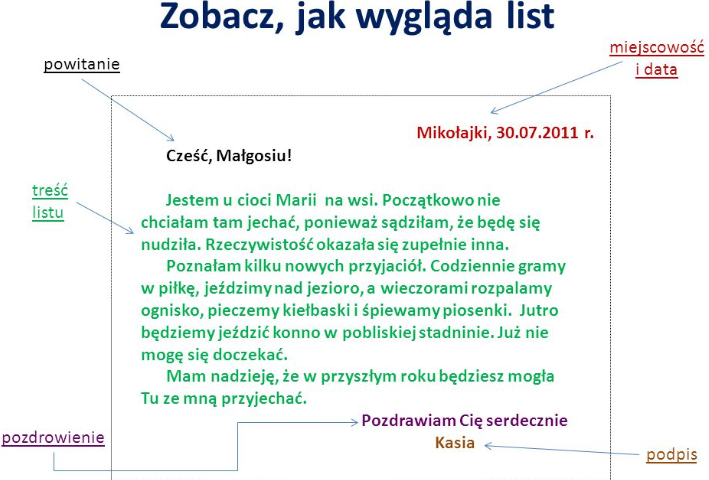 Zobacz, jak wygląda list
miejscowość
i data
powitanie
Mikołajki, 30.07.2011 r.
Cześć, Małgosiu!
treść
listu
Jestem u cioci Marii na wsi. Początkowo nie
chciałam tam jechać, ponieważ sądziłam, że będę się
nudziła. Rzeczywistość okazała się zupełnie inna.
Poznałam kilku nowych przyjaciół. Codziennie gramy
w piłkę, jeździmy nad jezioro, a wieczorami rozpalamy
ognisko, pieczemy kiełbaski i śpiewamy piosenki. Jutro
będziemy jeździć konno w pobliskiej stadninie. Już nie
mogę się doczekać.
Mam nadzieję, że w przyszłym roku będziesz mogła
Tu ze mną przyjechać.
Pozdrawiam Cię serdecznie
Kasia
pozdrowienie
podpis